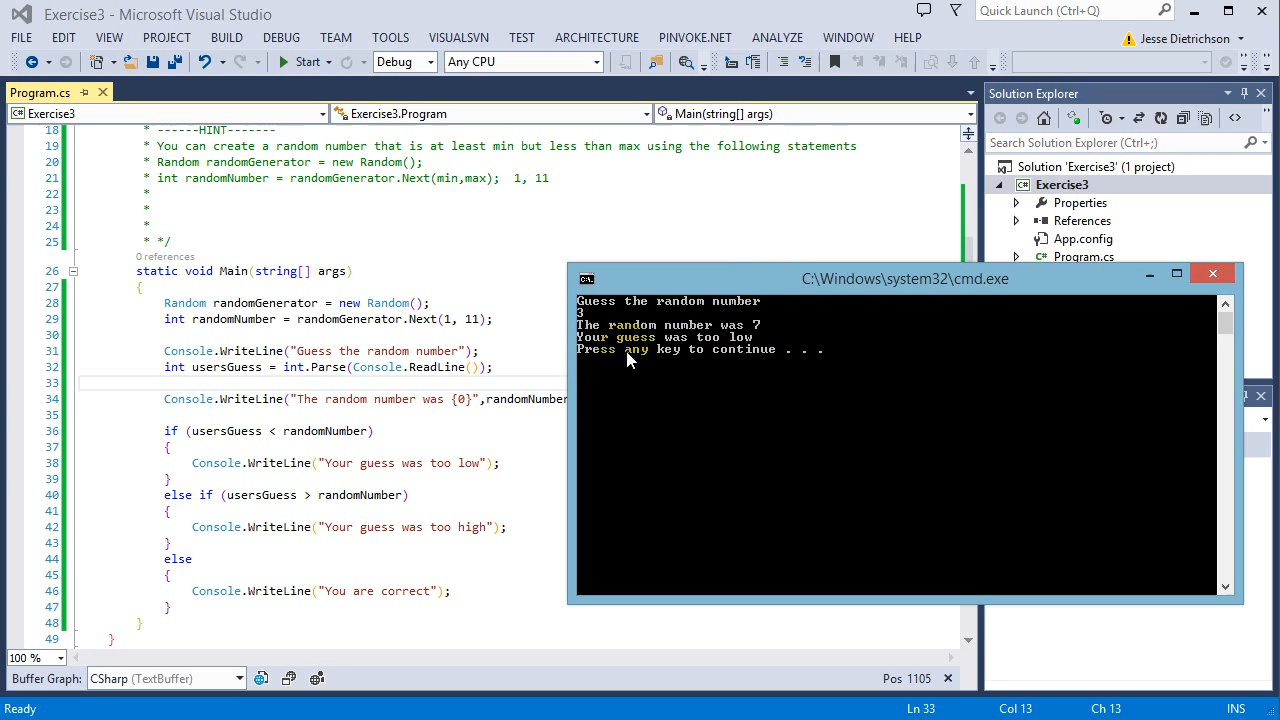 Exercise3 - Microsoft Visual Studio
Quick Launch (Ctrl+Q)
FILE EDIT VIEW PROJECT BUILD DEBUG TEAM TOOLS VISUALSVN TEST ARCHITECTURE PINVOKE.NET ANALYZE WINDOW HELP
Jesse Dietrichson
Start Debug Any CPU
Program.cs
Exercise3 Exercise3.Program Main(string[] args)
18 * ------HINT-------
19 * You can create a random number that is at least min but less than max using the following statements
20 * Random randomGenerator = new Random();
21 * int randomNumber = randomGenerator.Next(min,max);  1, 11
22 *
23 *
24 *
25 * */
0 references
26 static void Main(string[] args)
27 {
28 Random randomGenerator = new Random();
29 int randomNumber = randomGenerator.Next(1, 11);
30
31 Console.WriteLine("Guess the random number");
32 int usersGuess = int.Parse(Console.ReadLine());
33
34 Console.WriteLine("The random number was {0}",randomNumber
35
36 if (usersGuess < randomNumber)
37 {
38 Console.WriteLine("Your guess was too low");
39 }
40 else if (usersGuess > randomNumber)
41 {
42 Console.WriteLine("Your guess was too high");
43 }
44 else
45 {
46 Console.WriteLine("You are correct");
47 }
48 }
49 }
100 %
Buffer Graph: CSharp (TextBuffer) Pos 1105
Ready Ln 33 Col 13 Ch 13 INS
Solution Explorer
Search Solution Explorer (Ctrl+;)
Solution 'Exercise3' (1 project)
C# Exercise3
Properties
References
App.config
C# Program.cs
C:\Windows\system32\cmd.exe
Guess the random number
3
The random number was 7
Your guess was too low
Press any key to continue . . .